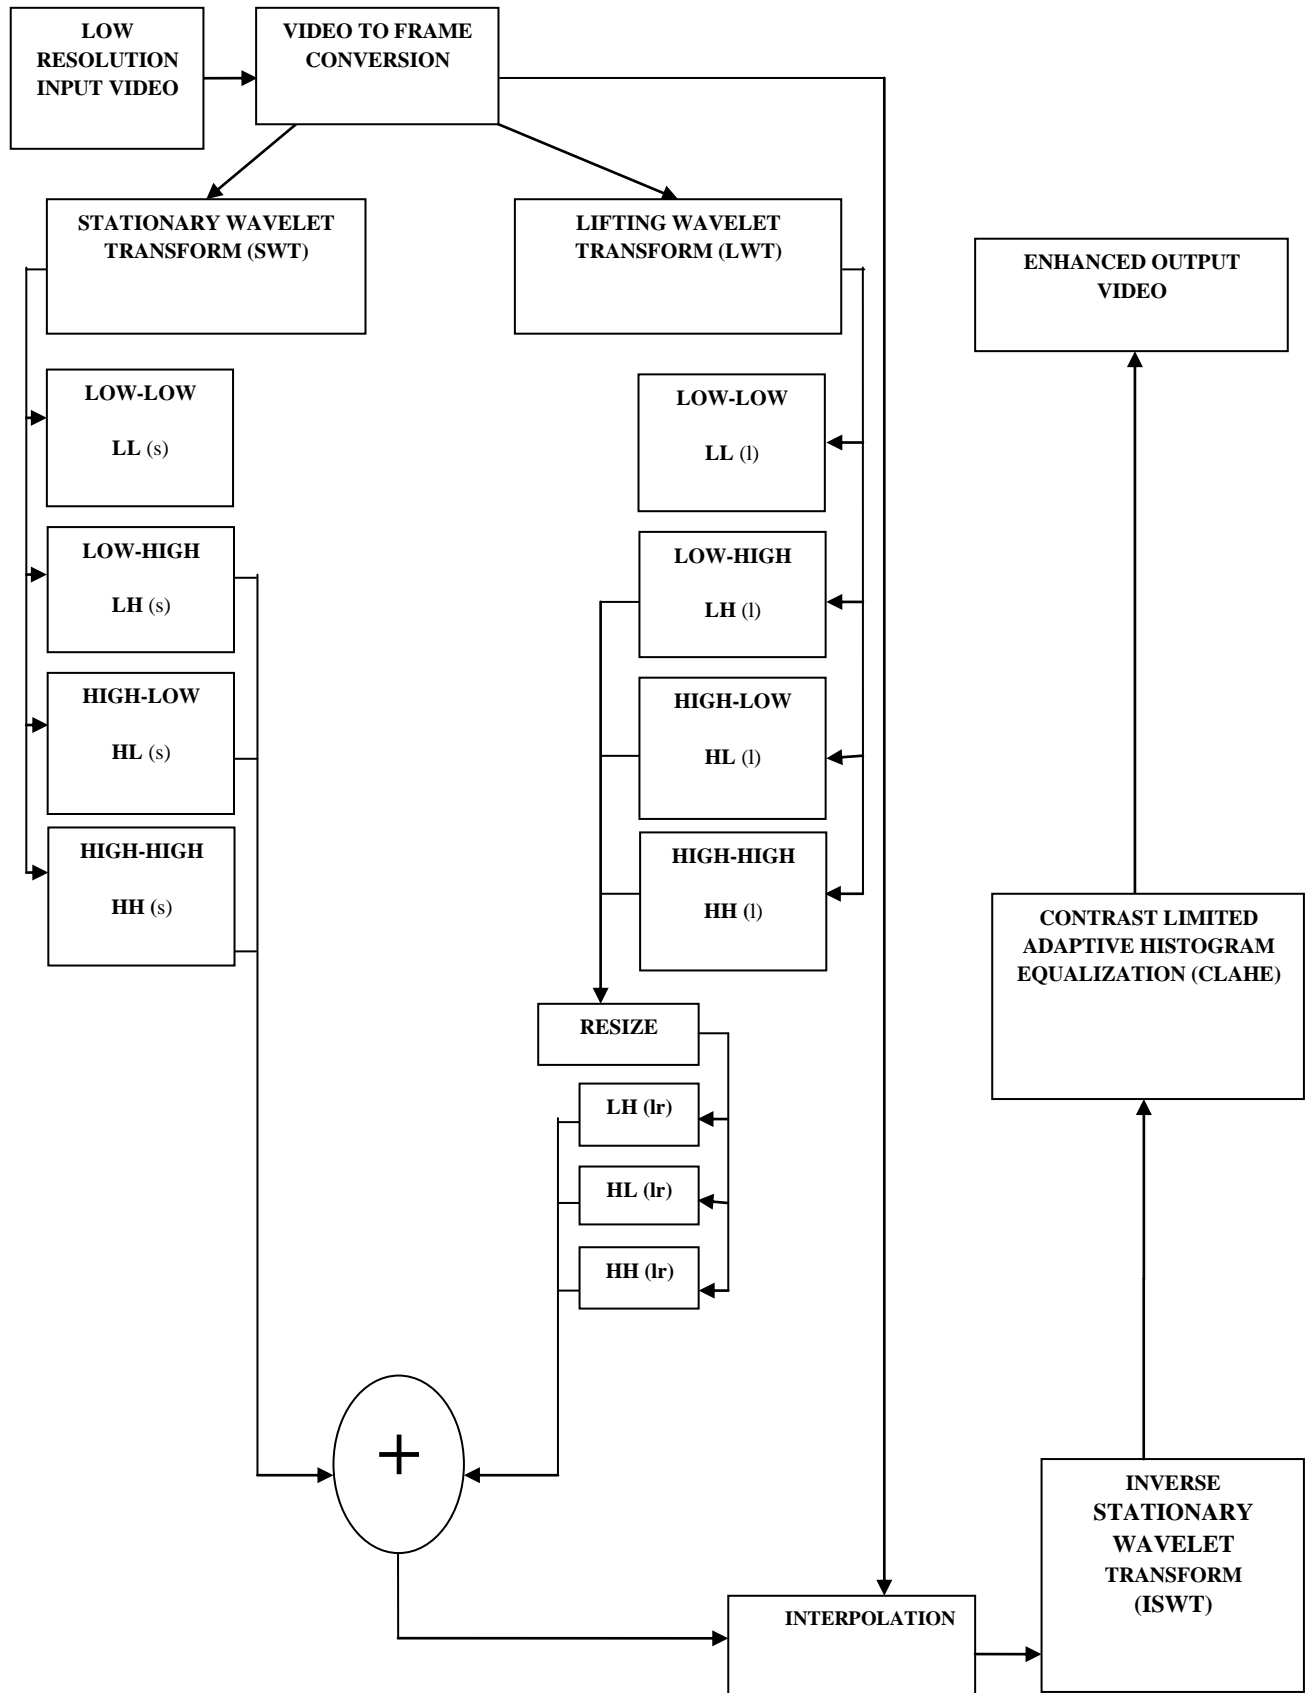 LOW
RESOLUTION
INPUT VIDEO
VIDEO TO FRAME
CONVERSION
STATIONARY WAVELET
TRANSFORM (SWT)
LIFTING WAVELET
TRANSFORM (LWT)
ENHANCED OUTPUT
VIDEO
LOW-LOW
LL (s)
LOW-HIGH
LH (s)
HIGH-LOW
HL (s)
HIGH-HIGH
HH (s)
LOW-LOW
LL (l)
LOW-HIGH
LH (l)
HIGH-LOW
HL (l)
HIGH-HIGH
HH (l)
RESIZE
LH (lr)
HL (lr)
HH (lr)
+
INTERPOLATION
INVERSE
STATIONARY
WAVELET
TRANSFORM
(ISWT)
CONTRAST LIMITED
ADAPTIVE HISTOGRAM
EQUALIZATION (CLAHE)